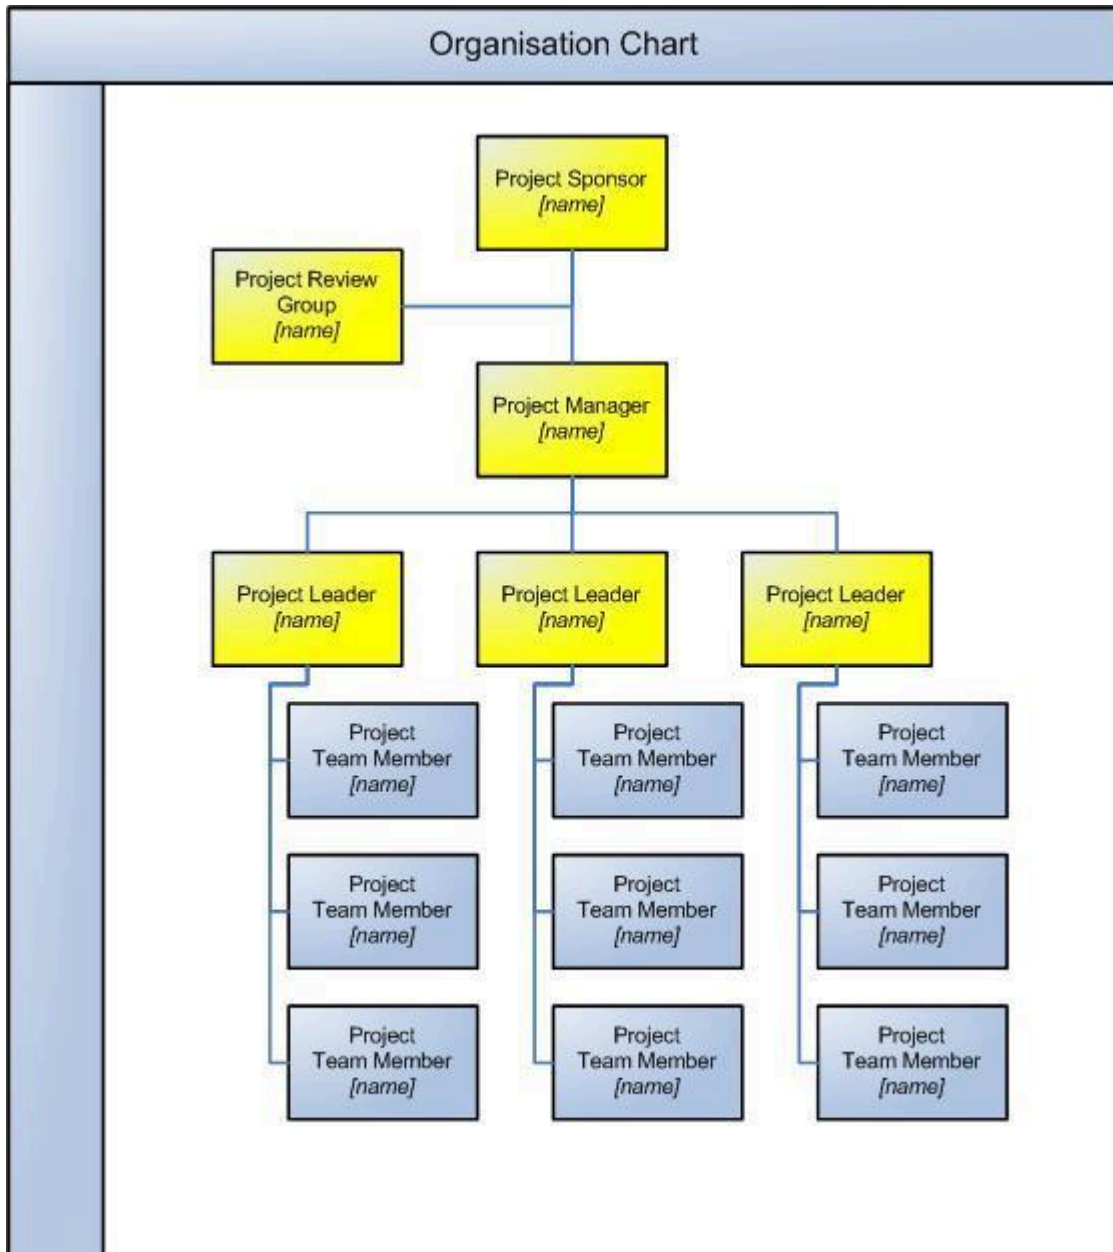 Organisation Chart
Project Sponsor
[name]
Project Review
Group
[name]
Project Manager
[name]
Project Leader
[name]
Project Leader
[name]
Project Leader
[name]
Project
Team Member
[name]
Project
Team Member
[name]
Project
Team Member
[name]
Project
Team Member
[name]
Project
Team Member
[name]
Project
Team Member
[name]
Project
Team Member
[name]
Project
Team Member
[name]
Project
Team Member
[name]